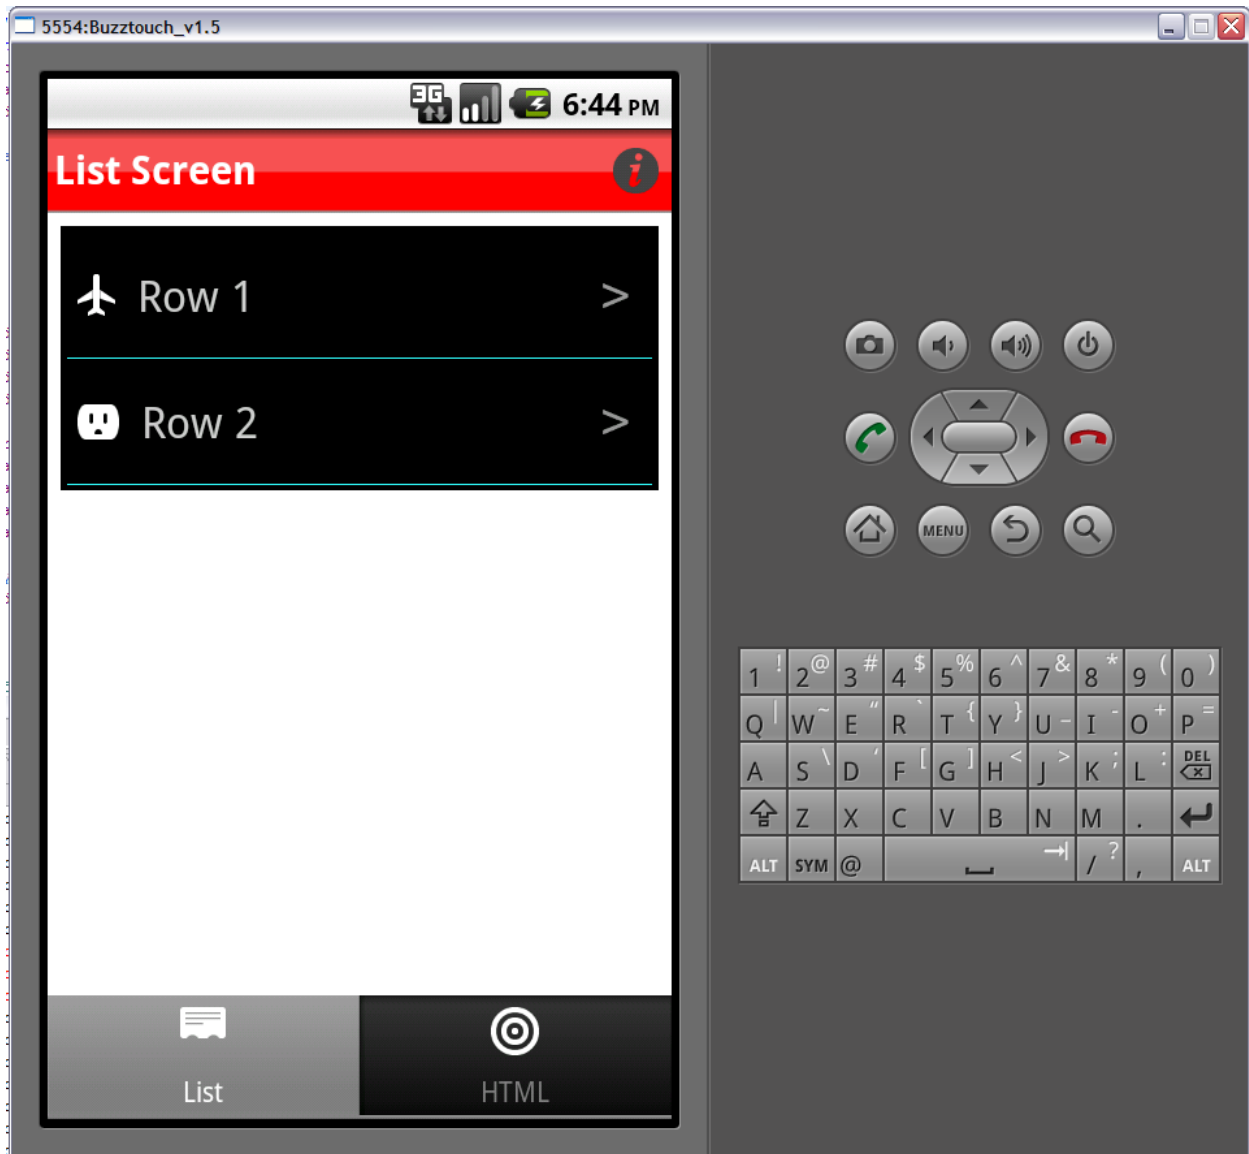 5554:Buzztouch_v1.5
3G 6:44 PM
List Screen i
Row 1 >
Row 2 >
List HTML
MENU
1 ! 2 @ 3 # 4 $ 5 % 6 ^ 7 & 8 * 9 ( 0 )
Q | W ~ E " R ` T { Y } U _ I - O + P =
A S \ D ' F [ G ] H < J > K ; L : DEL
Z X C V B N M .
ALT SYM @ / ? , ALT